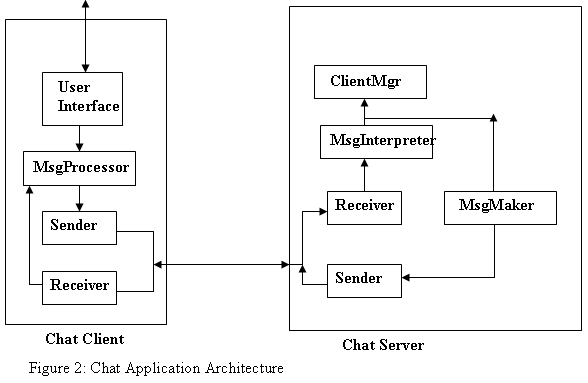 User
Interface
MsgProcessor
Sender
Receiver
Chat Client
ClientMgr
MsgInterpreter
Receiver
MsgMaker
Sender
Chat Server
Figure 2: Chat Application Architecture